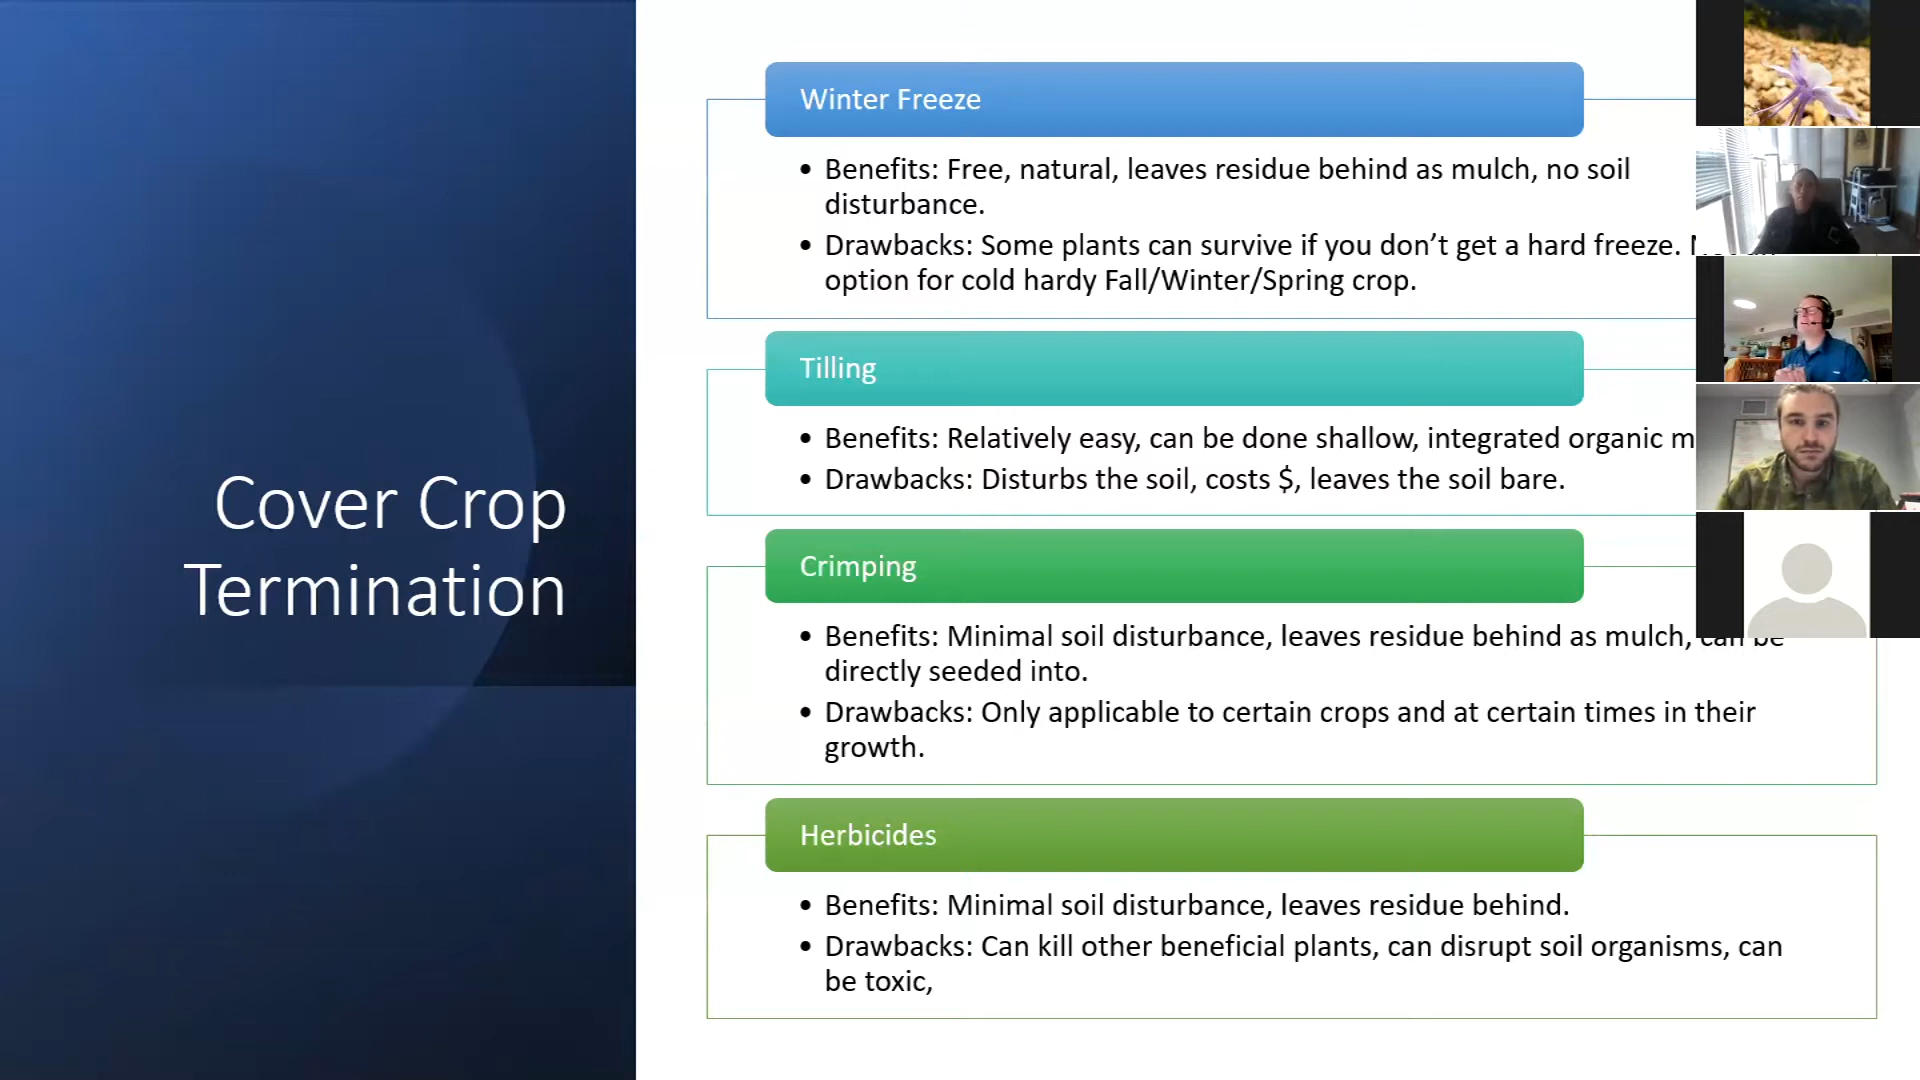 Cover Crop
Termination
Winter Freeze
• Benefits: Free, natural, leaves residue behind as mulch, no soil
disturbance.
• Drawbacks: Some plants can survive if you don’t get a hard freeze.
option for cold hardy Fall/Winter/Spring crop.
Tilling
• Benefits: Relatively easy, can be done shallow, integrated organic
• Drawbacks: Disturbs the soil, costs $, leaves the soil bare.
Crimping
• Benefits: Minimal soil disturbance, leaves residue behind as mulch, can be
directly seeded into.
• Drawbacks: Only applicable to certain crops and at certain times in their
growth.
Herbicides
• Benefits: Minimal soil disturbance, leaves residue behind.
• Drawbacks: Can kill other beneficial plants, can disrupt soil organisms, can
be toxic,